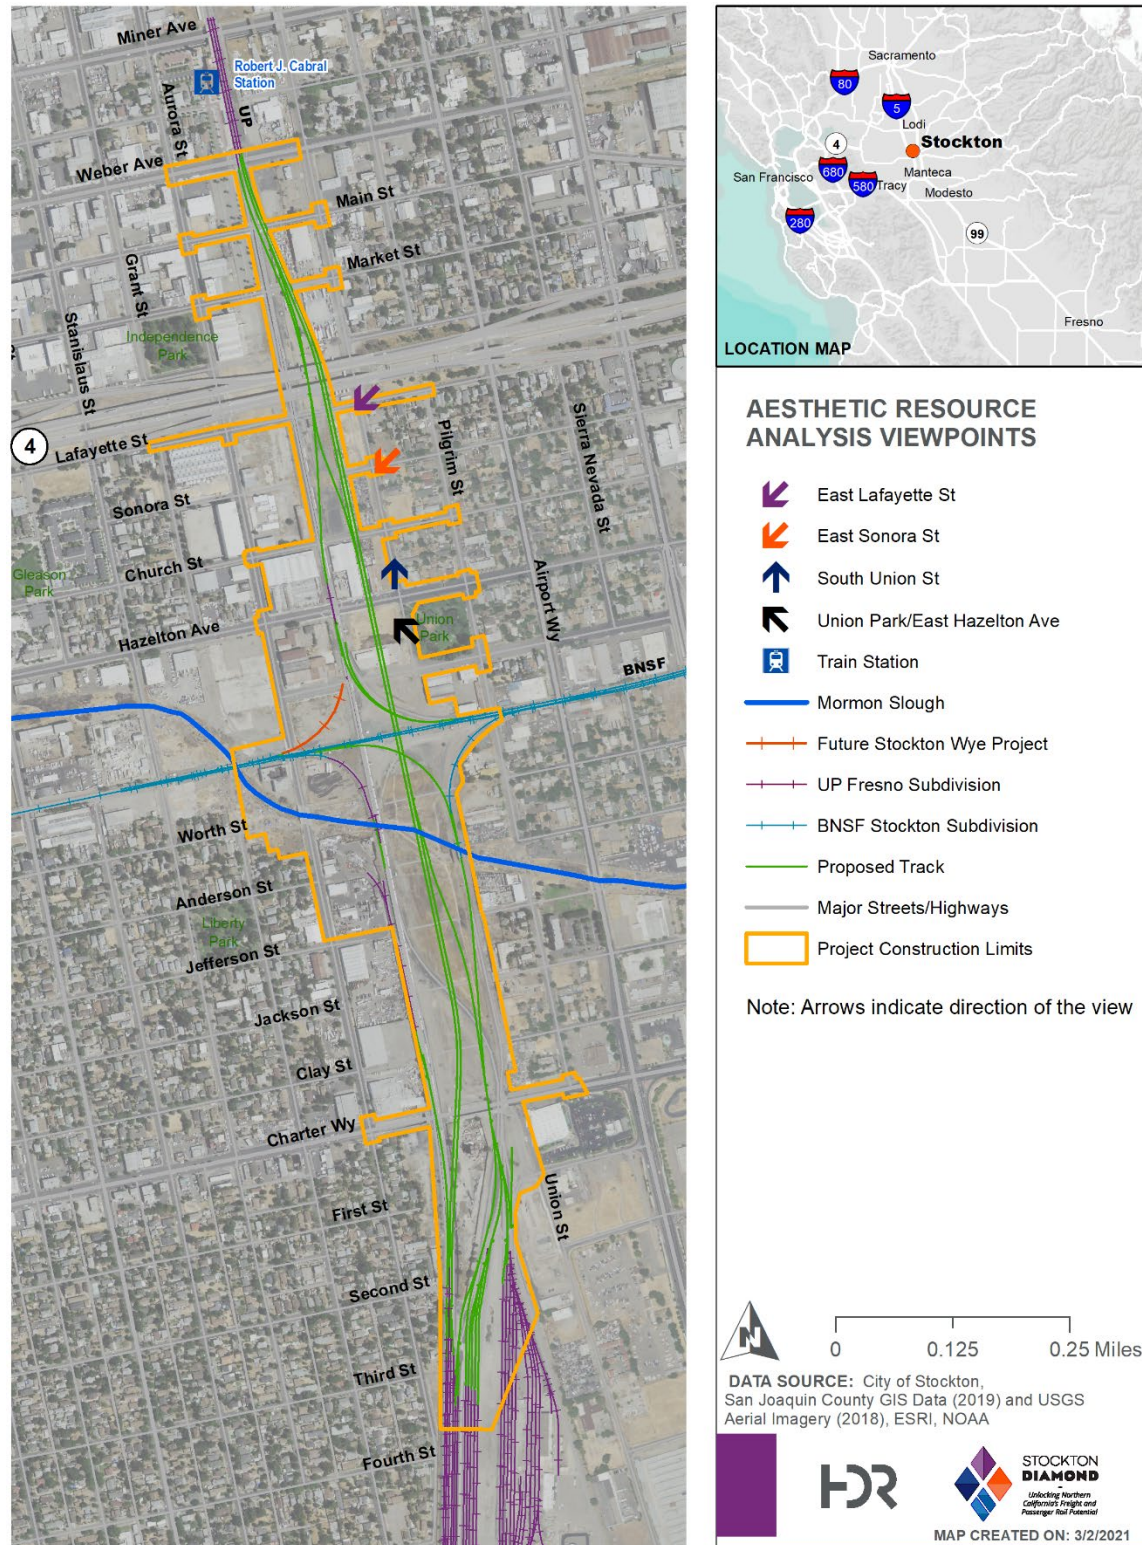 Miner Ave
Robert J. Cabral
Station
Aurora St
UP
Weber Ave
Main St
Market St
Grant St
Stanislaus St
Independence
Park
4
Lafayette St
Sierra Nevada St
Pilgrim St
Sonora St
Church St
Gleason
Park
Airport Wy
Hazelton Ave
Union
Park
BNSF
Worth St
Anderson St
Liberty
Park
Jefferson St
Jackson St
Clay St
Charter Wy
First St
Union St
Second St
Third St
Fourth St
Sacramento
80
5
Lodi
4
Stockton
680
San Francisco
580
Manteca
Tracy
Modesto
280
99
Fresno
LOCATION MAP
AESTHETIC RESOURCE
ANALYSIS VIEWPOINTS
East Lafayette St
East Sonora St
South Union St
Union Park/East Hazelton Ave
Train Station
Mormon Slough
Future Stockton Wye Project
UP Fresno Subdivision
BNSF Stockton Subdivision
Proposed Track
Major Streets/Highways
Project Construction Limits
Note: Arrows indicate direction of the view
N
0 0.125 0.25 Miles
DATA SOURCE: City of Stockton,
San Joaquin County GIS Data (2019) and USGS
Aerial Imagery (2018), ESRI, NOAA
HDR
STOCKTON
DIAMOND
Unlocking Northern
California's Freight and
Passenger Rail Potential
MAP CREATED ON: 3/2/2021